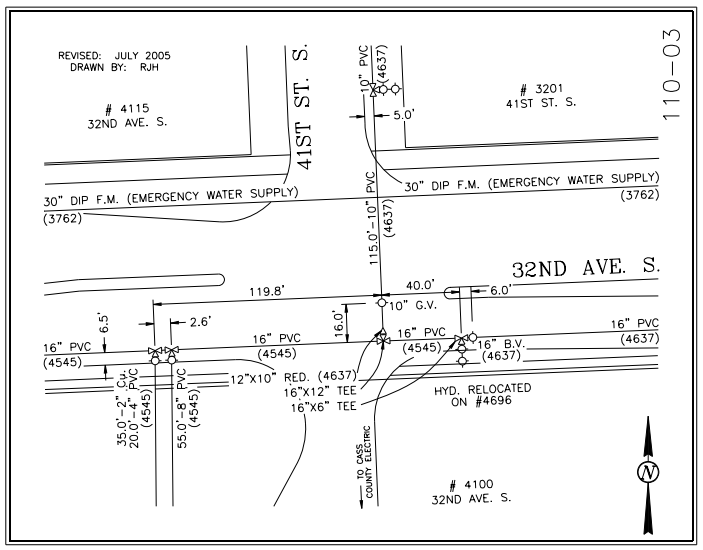 REVISED: JULY 2005
DRAWN BY: RJH
# 4115
32ND AVE. S.
41ST ST. S.
10" PVC
(4637)
5.0'
# 3201
41ST ST. S.
110-03
30" DIP F.M. (EMERGENCY WATER SUPPLY)
(3762)
30" DIP F.M. (EMERGENCY WATER SUPPLY)
(3762)
115.0'-10" PVC
(4637)
32ND AVE. S.
119.8'
40.0'
6.0'
10" G.V.
16.0'
6.5'
2.6'
16" PVC
(4545)
16" PVC
(4545)
16" PVC
(4545)
16" B.V.
(4637)
16" PVC
(4637)
12"X10" RED. (4637)
16"X12" TEE
16"X6" TEE
HYD. RELOCATED
ON #4696
35.0'-2" Cu.
20.0'-4" PVC
(4545)
55.0'-8" PVC
(4545)
TO CASS
COUNTY ELECTRIC
# 4100
32ND AVE. S.
N